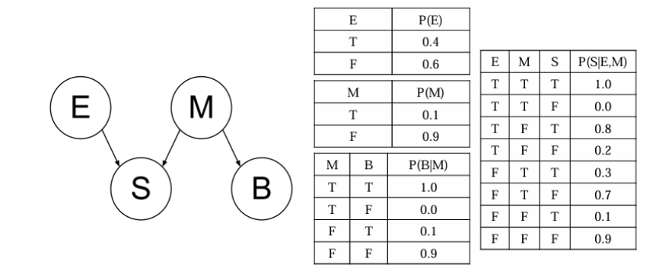 E
M
S
B
E P(E)
T 0.4
F 0.6
M P(M)
T 0.1
F 0.9
M B P(B|M)
T T 1.0
T F 0.0
F T 0.1
F F 0.9
E M S P(S|E,M)
T T T 1.0
T T F 0.0
T F T 0.8
T F F 0.2
F T T 0.3
F T F 0.7
F F T 0.1
F F F 0.9